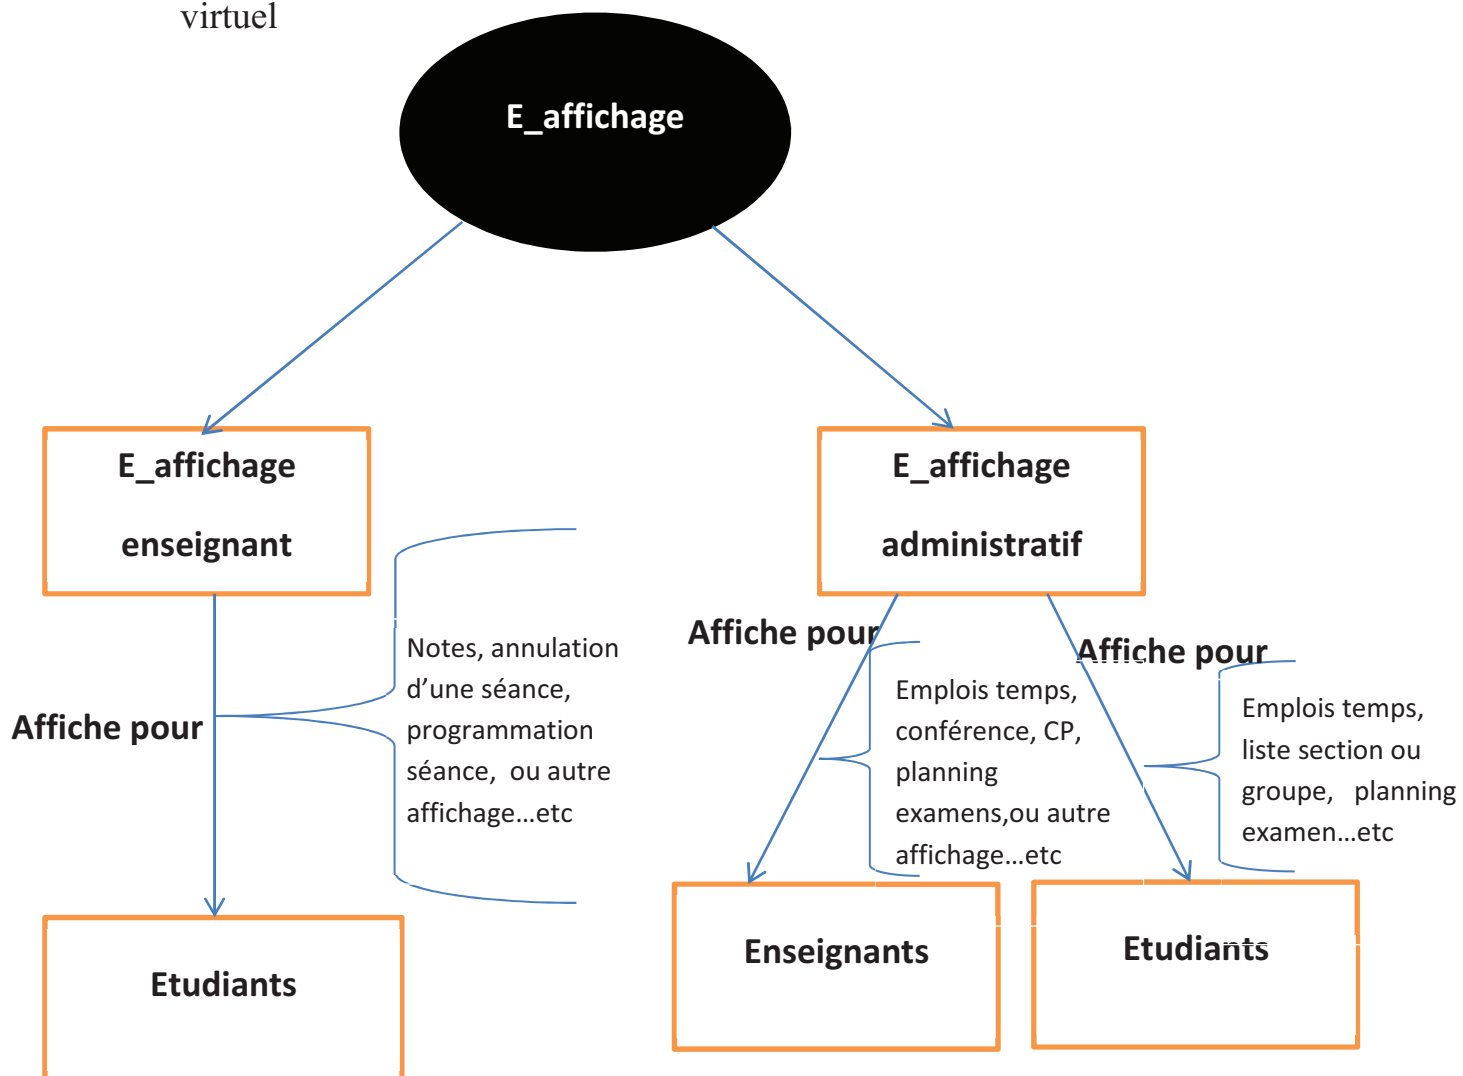 virtuel
E_affichage
E_affichage
enseignant
E_affichage
administratif
Affiche pour
Notes, annulation
d’une séance,
programmation
séance,  ou autre
affichage…etc
Affiche pour
Emplois temps,
conférence, CP,
planning
examens,ou autre
affichage…etc
Affiche pour
Emplois temps,
liste section ou
groupe,   planning
examen…etc
Etudiants
Enseignants
Etudiants